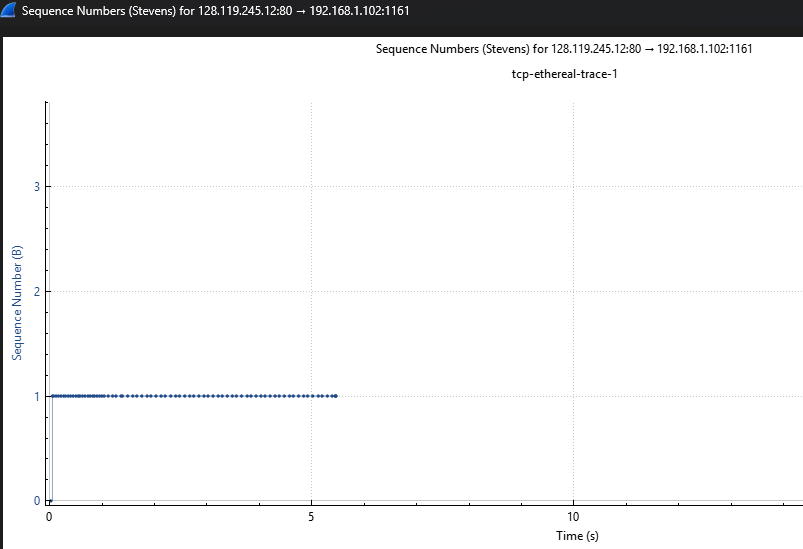 Sequence Numbers (Stevens) for 128.119.245.12:80 → 192.168.1.102:1161
Sequence Numbers (Stevens) for 128.119.245.12:80 → 192.168.1.102:1161
tcp-ethereal-trace-1
3
2
1
0
Sequence Number (B)
0 5 10
Time (s)